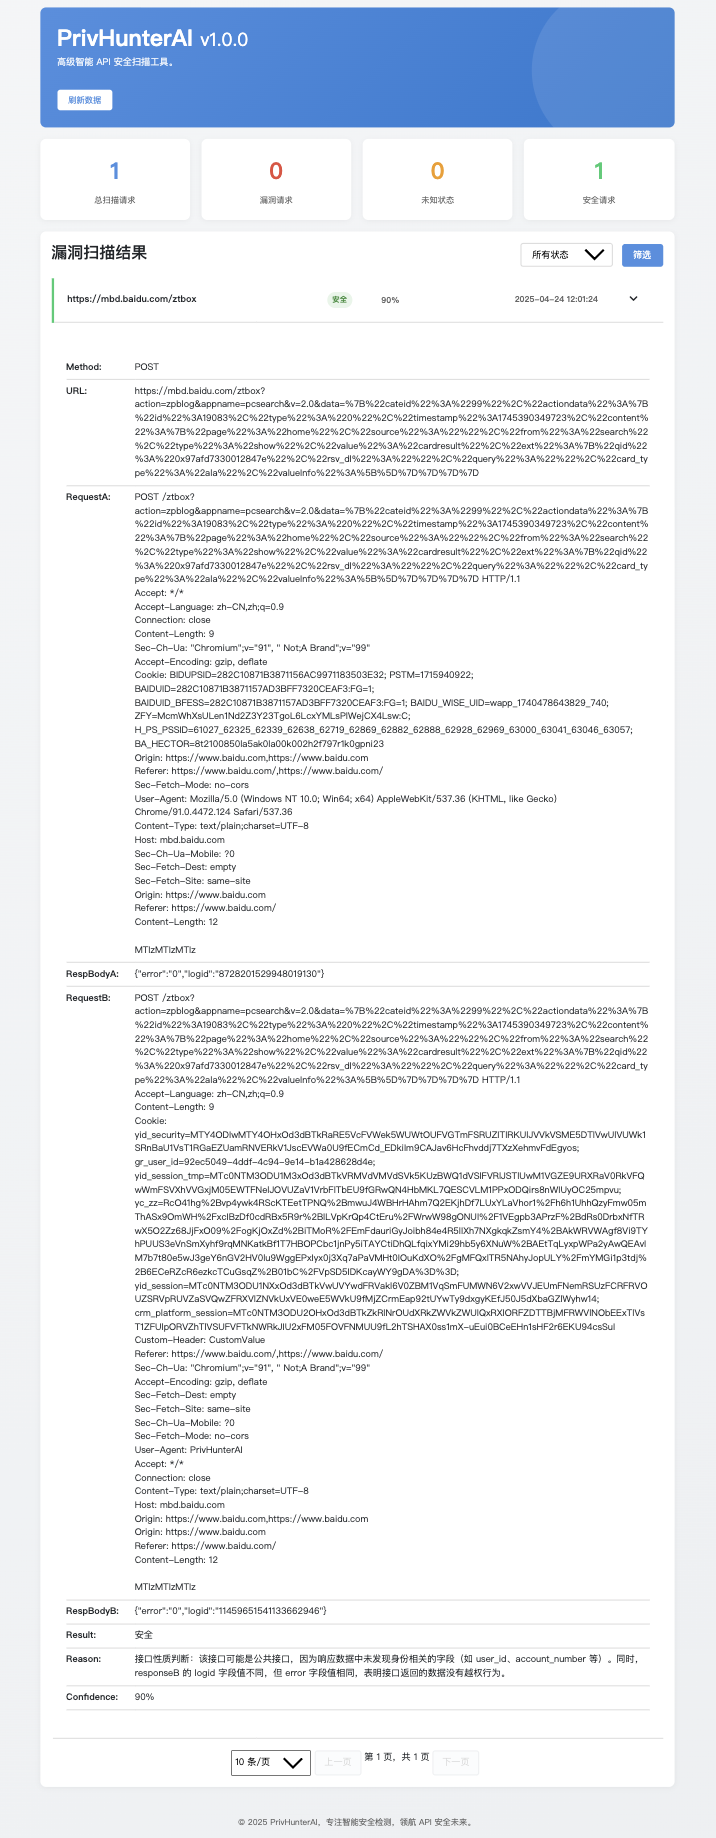 PrivHunterAI v1.0.0
高级智能 API 安全扫描工具。
刷新数据
1
0
0
1
总扫描请求
漏洞请求
未知状态
安全请求
漏洞扫描结果
所有状态
筛选
https://mbd.baidu.com/ztbox 安全 90% 2025-04-24 12:01:24
Method: POST
URL: https://mbd.baidu.com/ztbox?
action=zpblog&appname=pcsearch&v=2.0&data=%7B%22cateid%22%3A%2299%22%2C%22actiondata%22%3A%7B
%22id%22%3A19083%2C%22type%22%3A%220%22%2C%22timestamp%22%3A1745390349723%2C%22content%
22%3A%7B%22page%22%3A%22home%22%2C%22source%22%3A%22%22%2C%22from%22%3A%22search%22
%2C%22type%22%3A%22show%22%2C%22value%22%3A%22cardresult%22%2C%22ext%22%3A%7B%22qid%22
%3A%220x97afd7330012847e%22%2C%22rsv_dl%22%3A%22%22%2C%22query%22%3A%22%22%2C%22card_ty
pe%22%3A%22ala%22%2C%22valueInfo%22%3A%5B%5D%7D%7D%7D%7D
RequestA: POST /ztbox?
action=zpblog&appname=pcsearch&v=2.0&data=%7B%22cateid%22%3A%2299%22%2C%22actiondata%22%3A%7B
%22id%22%3A19083%2C%22type%22%3A%220%22%2C%22timestamp%22%3A1745390349723%2C%22content%
22%3A%7B%22page%22%3A%22home%22%2C%22source%22%3A%22%22%2C%22from%22%3A%22search%22
%2C%22type%22%3A%22show%22%2C%22value%22%3A%22cardresult%22%2C%22ext%22%3A%7B%22qid%22
%3A%220x97afd7330012847e%22%2C%22rsv_dl%22%3A%22%22%2C%22query%22%3A%22%22%2C%22card_ty
pe%22%3A%22ala%22%2C%22valueInfo%22%3A%5B%5D%7D%7D%7D%7D HTTP/1.1
Accept: */*
Accept-Language: zh-CN,zh;q=0.9
Connection: close
Content-Length: 9
Sec-Ch-Ua: "Chromium";v="91", " Not;A Brand";v="99"
Accept-Encoding: gzip, deflate
Cookie: BIDUPSID=282C10871B3871156AC9971183503E32; PSTM=1715940922;
BAIDUID=282C10871B3871157AD3BFF7320CEAF3:FG=1;
BAIDUID_BFESS=282C10871B3871157AD3BFF7320CEAF3:FG=1; BAIDU_WISE_UID=wapp_1740478643829_740;
ZFY=McmWhXsULen1Nd2Z3Y23TgoL6LcxYMLsPlWejCX4Lsw:C;
H_PS_PSSID=61027_62325_62339_62638_62719_62869_62882_62888_62928_62969_63000_63041_63046_63057;
BA_HECTOR=8t2100850la5ak0la00k002h2f797r1k0gpni23
Origin: https://www.baidu.com,https://www.baidu.com
Referer: https://www.baidu.com/,https://www.baidu.com/
Sec-Fetch-Mode: no-cors
User-Agent: Mozilla/5.0 (Windows NT 10.0; Win64; x64) AppleWebKit/537.36 (KHTML, like Gecko)
Chrome/91.0.4472.124 Safari/537.36
Content-Type: text/plain;charset=UTF-8
Host: mbd.baidu.com
Sec-Ch-Ua-Mobile: ?0
Sec-Fetch-Dest: empty
Sec-Fetch-Site: same-site
Origin: https://www.baidu.com
Referer: https://www.baidu.com/
Content-Length: 12
MTIzMTIzMTIz
RespBodyA: {"error":"0","logid":"8728201529948019130"}
RequestB: POST /ztbox?
action=zpblog&appname=pcsearch&v=2.0&data=%7B%22cateid%22%3A%2299%22%2C%22actiondata%22%3A%7B
%22id%22%3A19083%2C%22type%22%3A%220%22%2C%22timestamp%22%3A1745390349723%2C%22content%
22%3A%7B%22page%22%3A%22home%22%2C%22source%22%3A%22%22%2C%22from%22%3A%22search%22
%2C%22type%22%3A%22show%22%2C%22value%22%3A%22cardresult%22%2C%22ext%22%3A%7B%22qid%22
%3A%220x97afd7330012847e%22%2C%22rsv_dl%22%3A%22%22%2C%22query%22%3A%22%22%2C%22card_ty
pe%22%3A%22ala%22%2C%22valueInfo%22%3A%5B%5D%7D%7D%7D%7D HTTP/1.1
Accept-Language: zh-CN,zh;q=0.9
Content-Length: 9
Cookie:
gr_user_id=92ec5049-4ddf-4c94-9e14-b1a428628d4e;
Custom-Header: CustomValue
Referer: https://www.baidu.com/,https://www.baidu.com/
Sec-Ch-Ua: "Chromium";v="91", " Not;A Brand";v="99"
Accept-Encoding: gzip, deflate
Sec-Fetch-Dest: empty
Sec-Fetch-Site: same-site
Sec-Ch-Ua-Mobile: ?0
Sec-Fetch-Mode: no-cors
User-Agent: PrivHunterAI
Accept: */*
Connection: close
Content-Type: text/plain;charset=UTF-8
Host: mbd.baidu.com
Origin: https://www.baidu.com,https://www.baidu.com
Origin: https://www.baidu.com
Referer: https://www.baidu.com/
Content-Length: 12
MTIzMTIzMTIz
RespBodyB: {"error":"0","logid":"11459651541133662946"}
Result: 安全
Reason: 接口性质判断：该接口可能是公共接口，因为响应数据中未发现身份相关的字段（如 user_id、account_number 等）。同时，
responseB 的 logid 字段值不同，但 error 字段值相同，表明接口返回的数据没有越权行为。
Confidence: 90%
10 条/页 上一页 第 1 页，共 1 页 下一页
© 2025 PrivHunterAI，专注智能安全检测，领航 API 安全未来。